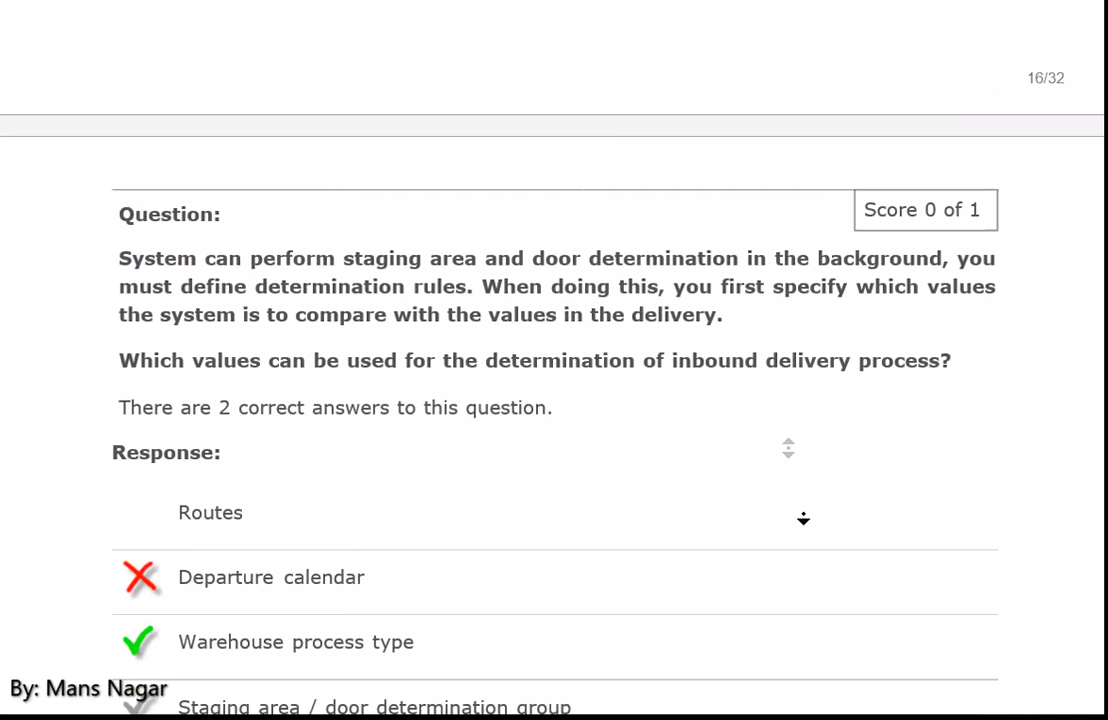 16/32
Question:
Score 0 of 1
System can perform staging area and door determination in the background, you
must define determination rules. When doing this, you first specify which values
the system is to compare with the values in the delivery.
Which values can be used for the determination of inbound delivery process?
There are 2 correct answers to this question.
Response:
Routes
Departure calendar
Warehouse process type
By: Mans Nagar
Staging area / door determination group